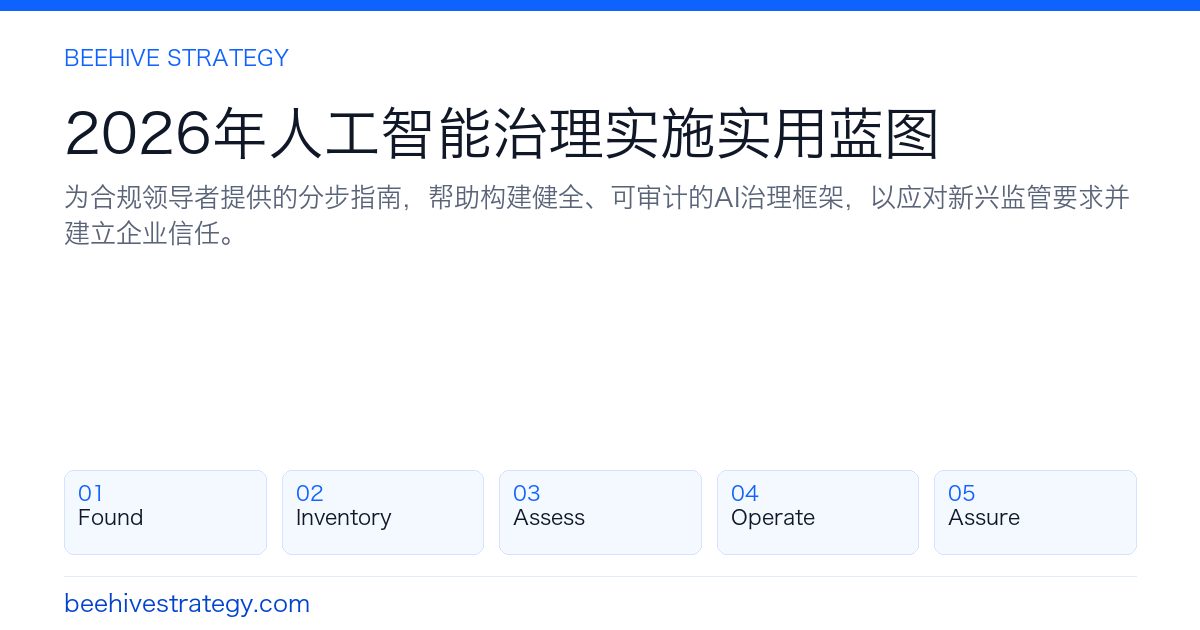 BEEHIVE STRATEGY
2026年人工智能治理实施实用蓝图
为合规领导者提供的分步指南，帮助构建健全、可审计的AI治理框架，以应对新兴监管要求并
建立企业信任。
01
Found
02
Inventory
03
Assess
04
Operate
05
Assure
beehivestrategy.com